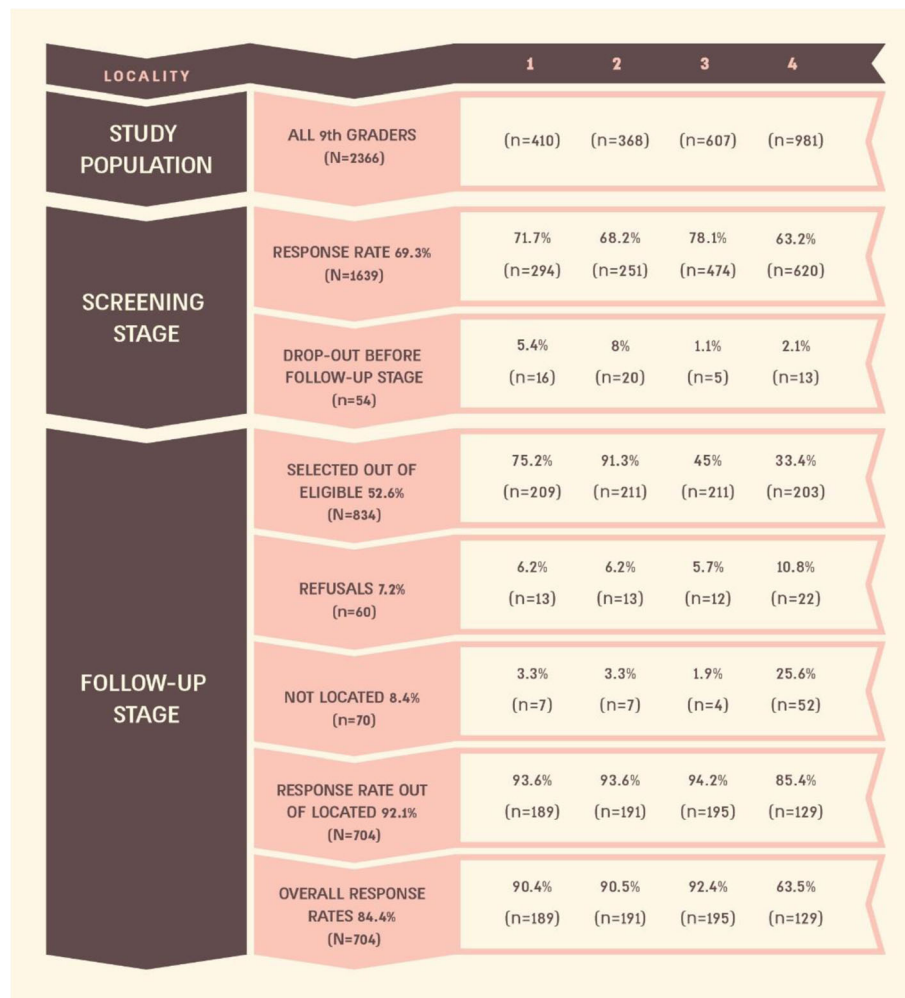 LOCALITY 1 2 3 4
STUDY
POPULATION
ALL 9th GRADERS
(N=2366)
(n=410) (n=368) (n=607) (n=981)
SCREENING
STAGE
RESPONSE RATE 69.3%
(N=1639)
71.7% 68.2% 78.1% 63.2%
(n=294) (n=251) (n=474) (n=620)
DROP-OUT BEFORE
FOLLOW-UP STAGE
(n=54)
5.4% 8% 1.1% 2.1%
(n=16) (n=20) (n=5) (n=13)
FOLLOW-UP
STAGE
SELECTED OUT OF
ELIGIBLE 52.6%
(N=834)
75.2% 91.3% 45% 33.4%
(n=209) (n=211) (n=211) (n=203)
REFUSALS 7.2%
(n=60)
6.2% 6.2% 5.7% 10.8%
(n=13) (n=13) (n=12) (n=22)
NOT LOCATED 8.4%
(n=70)
3.3% 3.3% 1.9% 25.6%
(n=7) (n=7) (n=4) (n=52)
RESPONSE RATE OUT
OF LOCATED 92.1%
(N=704)
93.6% 93.6% 94.2% 85.4%
(n=189) (n=191) (n=195) (n=129)
OVERALL RESPONSE
RATES 84.4%
(N=704)
90.4% 90.5% 92.4% 63.5%
(n=189) (n=191) (n=195) (n=129)